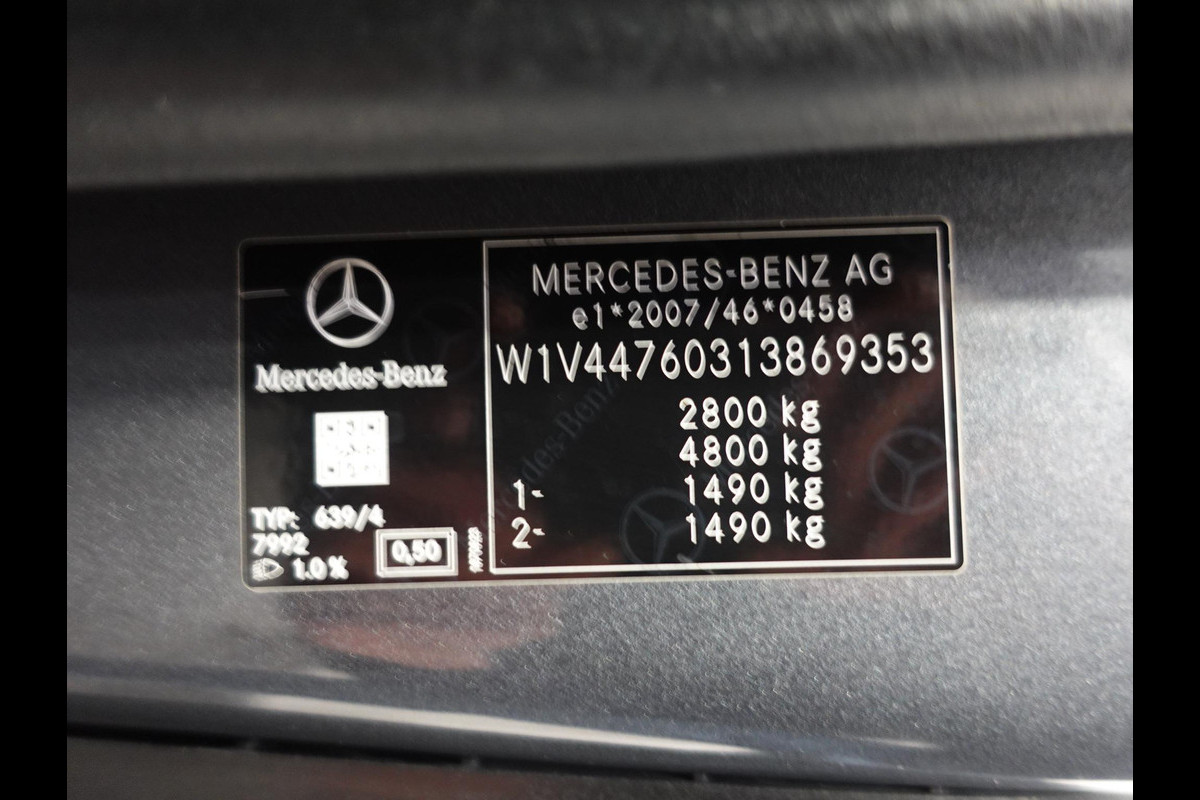 Mercedes-Benz
TYP: 639/4
7992
1.0 %
0,50
MERCEDES-BENZ AG
e1*2007/46*0458
W1V44760313869353
2800 kg
4800 kg
1- 1490 kg
2- 1490 kg